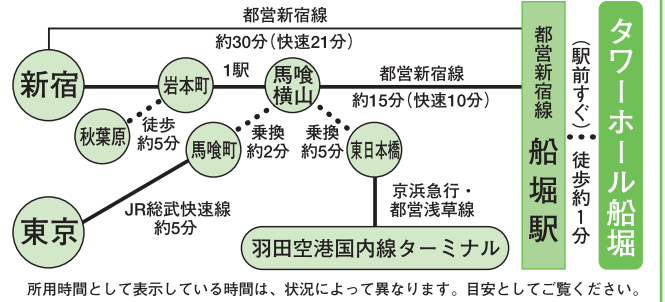 都営新宿線
約30分（快速21分）
新宿
岩本町
1駅
馬喰
横山
都営新宿線
約15分（快速10分）
秋葉原
徒歩
約5分
馬喰町
乗換
約2分
乗換
約5分
東日本橋
東京
JR総武快速線
約5分
京浜急行・
都営浅草線
羽田空港国内線ターミナル
都営新宿線
船堀駅
（駅前すぐ）
徒歩約1分
タワーホール船堀
所用時間として表示している時間は、状況によって異なります。目安としてご覧ください。